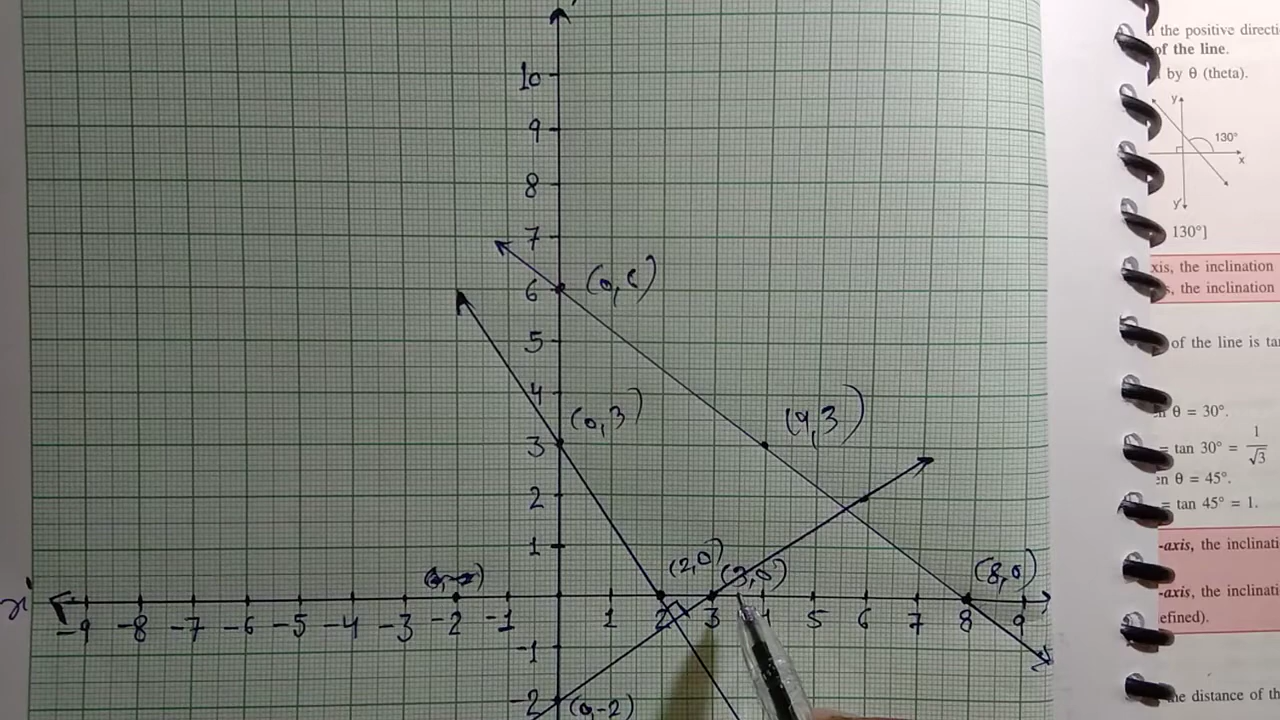 10
9
8
7
6 (0,6)
5
4
(0,3) (4,3)
3
2
1
(2,0) (3,0) (8,0)
-9 -8 -7 -6 -5 -4 -3 -2 -1 1 2 3 4 5 6 7 8 9
x'
-1
-2 (0,-2)
the positive directi
of the line.
by θ (theta).
y
130°
x
y'
130°]
xis, the inclination
, the inclination
of the line is ta
θ = 30°.
= tan 30° = 1/√3
θ = 45°.
= tan 45° = 1.
-axis, the inclinati
-axis, the inclinati
efined).
the distance of th